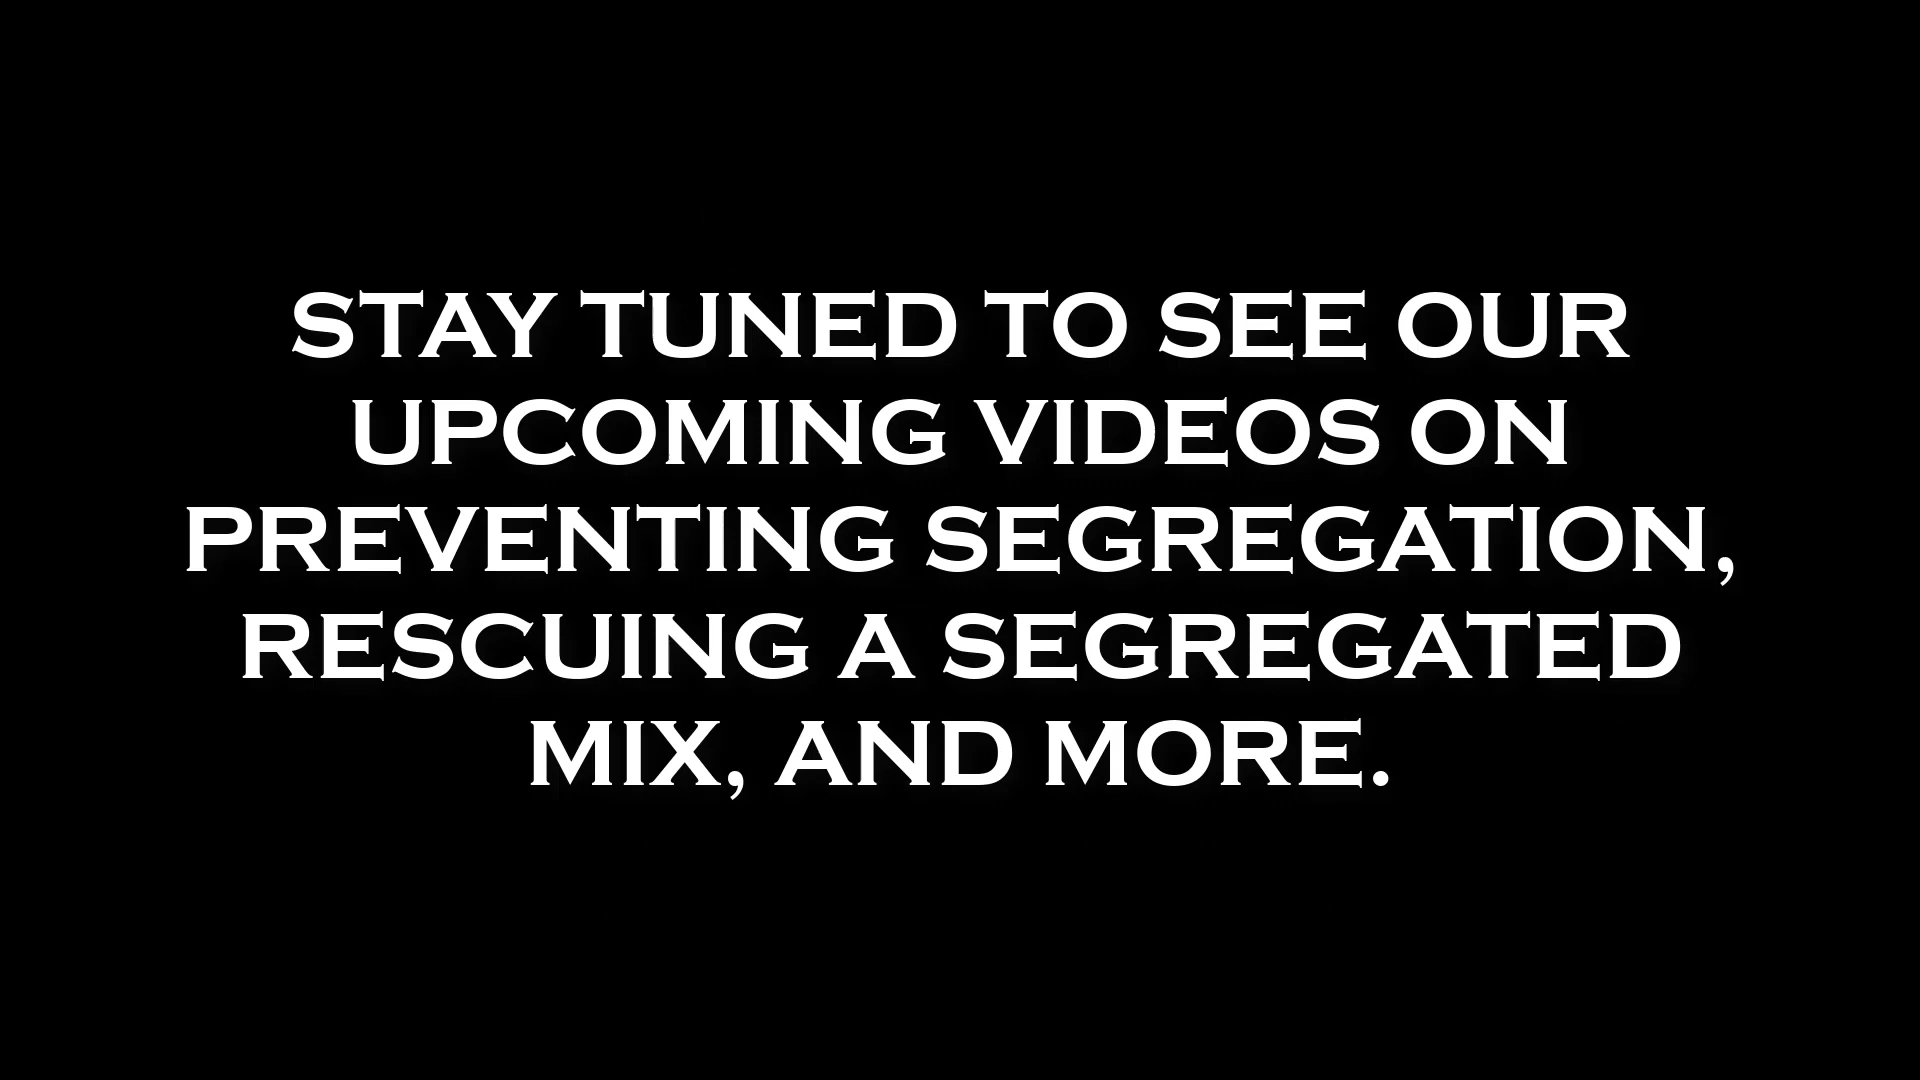 STAY TUNED TO SEE OUR
UPCOMING VIDEOS ON
PREVENTING SEGREGATION,
RESCUING A SEGREGATED
MIX, AND MORE.